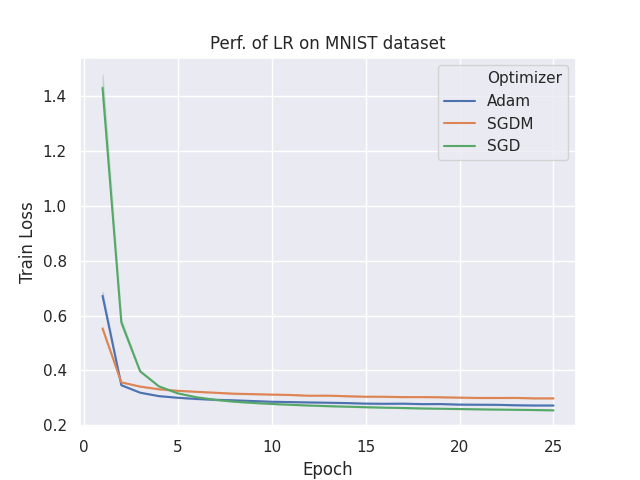 Perf. of LR on MNIST dataset
Optimizer
Adam
SGDM
SGD
Train Loss
1.4
1.2
1.0
0.8
0.6
0.4
0.2
0 5 10 15 20 25
Epoch